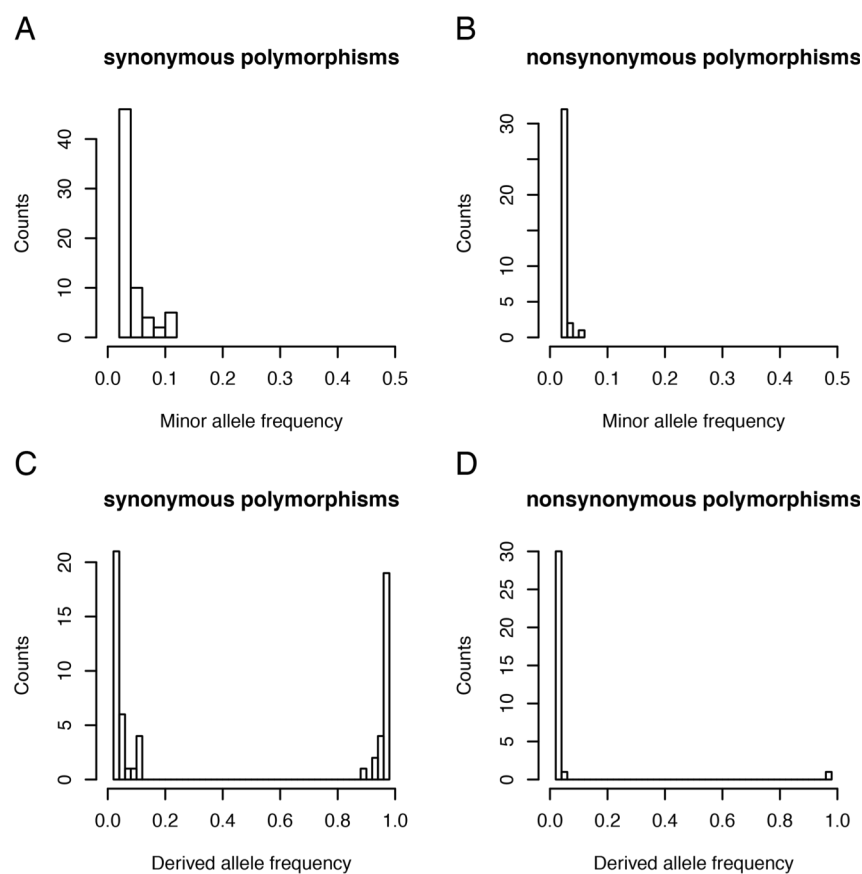 A
synonymous polymorphisms
Counts
0 10 20 30 40
0.0 0.1 0.2 0.3 0.4 0.5
Minor allele frequency
B
nonsynonymous polymorphisms
Counts
0 5 10 20 30
0.0 0.1 0.2 0.3 0.4 0.5
Minor allele frequency
C
synonymous polymorphisms
Counts
0 5 10 15 20
0.0 0.2 0.4 0.6 0.8 1.0
Derived allele frequency
D
nonsynonymous polymorphisms
Counts
0 5 10 15 20 25 30
0.0 0.2 0.4 0.6 0.8 1.0
Derived allele frequency